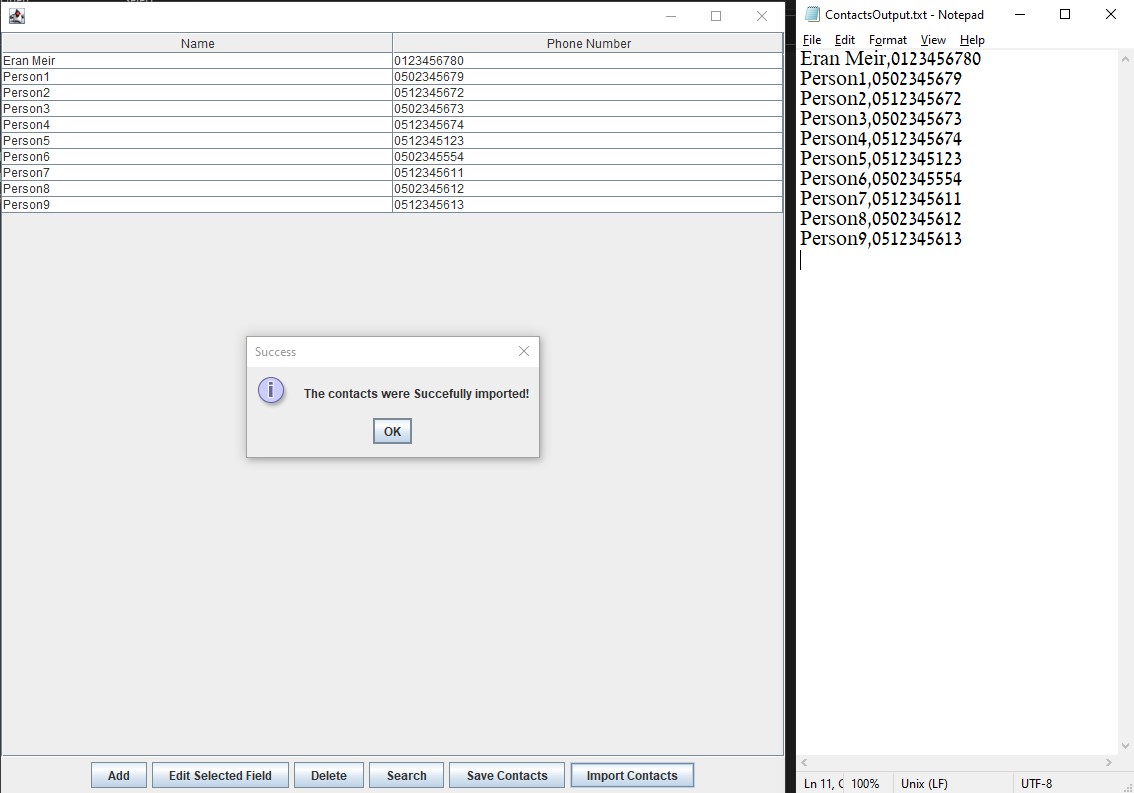 Name Phone Number
Eran Meir 0123456780
Person1 0502345679
Person2 0512345672
Person3 0502345673
Person4 0512345674
Person5 0512345123
Person6 0502345554
Person7 0512345611
Person8 0502345612
Person9 0512345613
Success
The contacts were Succefully imported!
OK
Add Edit Selected Field Delete Search Save Contacts Import Contacts
ContactsOutput.txt - Notepad
File Edit Format View Help
Eran Meir,0123456780
Person1,0502345679
Person2,0512345672
Person3,0502345673
Person4,0512345674
Person5,0512345123
Person6,0502345554
Person7,0512345611
Person8,0502345612
Person9,0512345613
Ln 11, C 100% Unix (LF) UTF-8